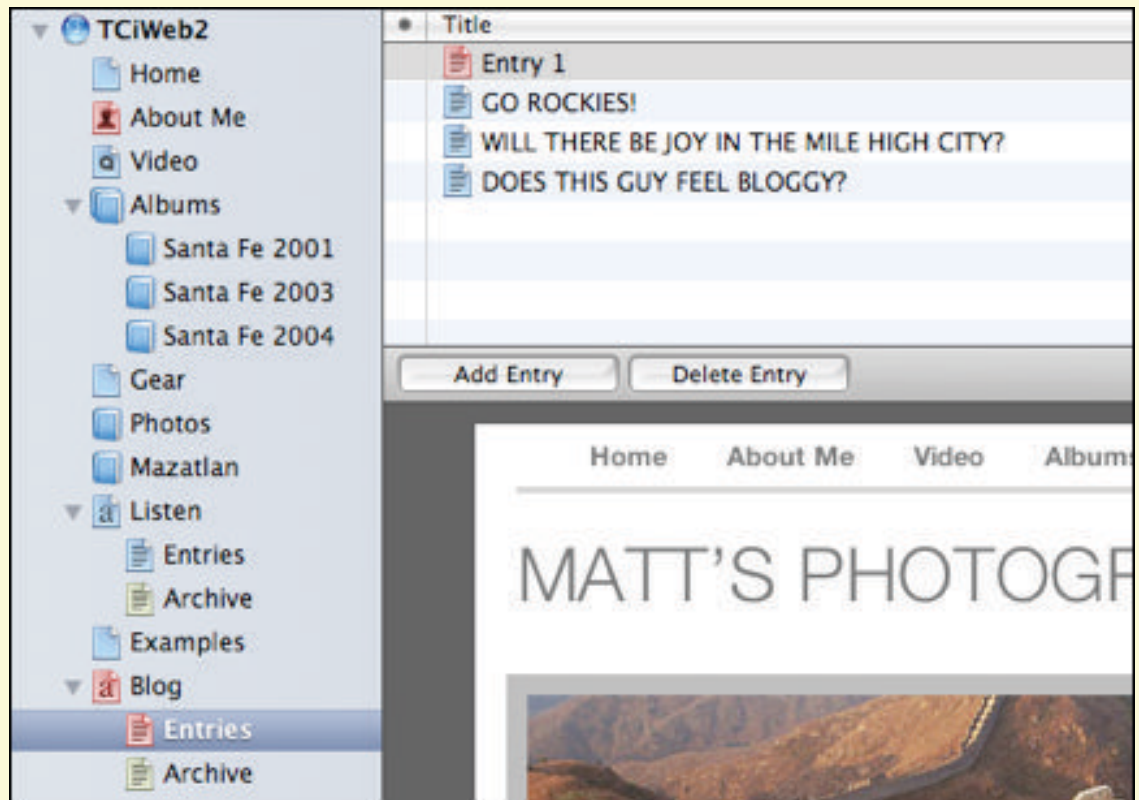 TCiWeb2
Home
About Me
Video
Albums
Santa Fe 2001
Santa Fe 2003
Santa Fe 2004
Gear
Photos
Mazatlan
Listen
Entries
Archive
Examples
Blog
Entries
Archive
Title
Entry 1
GO ROCKIES!
WILL THERE BE JOY IN THE MILE HIGH CITY?
DOES THIS GUY FEEL BLOGGY?
Add Entry Delete Entry
Home About Me Video Albums
MATT'S PHOTOGR